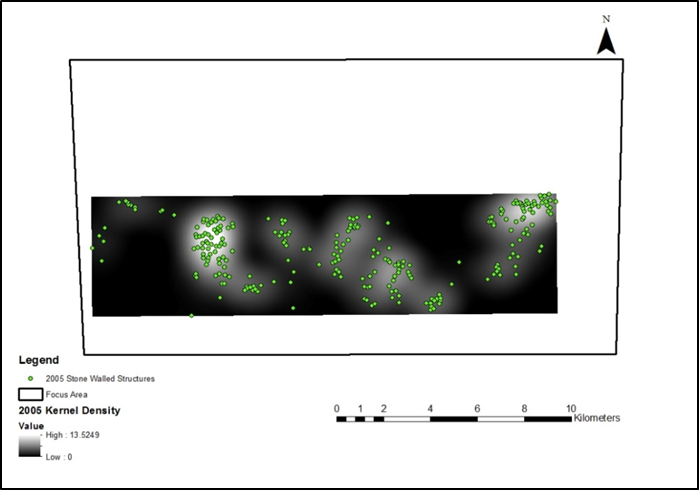 N
Legend
2005 Stone Walled Structures
Focus Area
2005 Kernel Density
Value
High : 13.5249
Low : 0
0 1 2 4 6 8 10
Kilometers